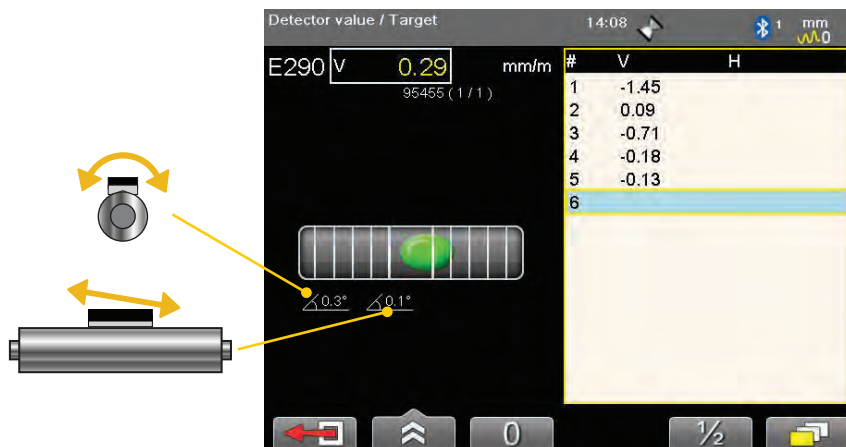 Detector value / Target 14:08 1 mm
0
E290 V 0.29 mm/m
95455 ( 1 / 1 )
# V H
1 -1.45
2 0.09
3 -0.71
4 -0.18
5 -0.13
6
0.3° 0.1°
0 ½